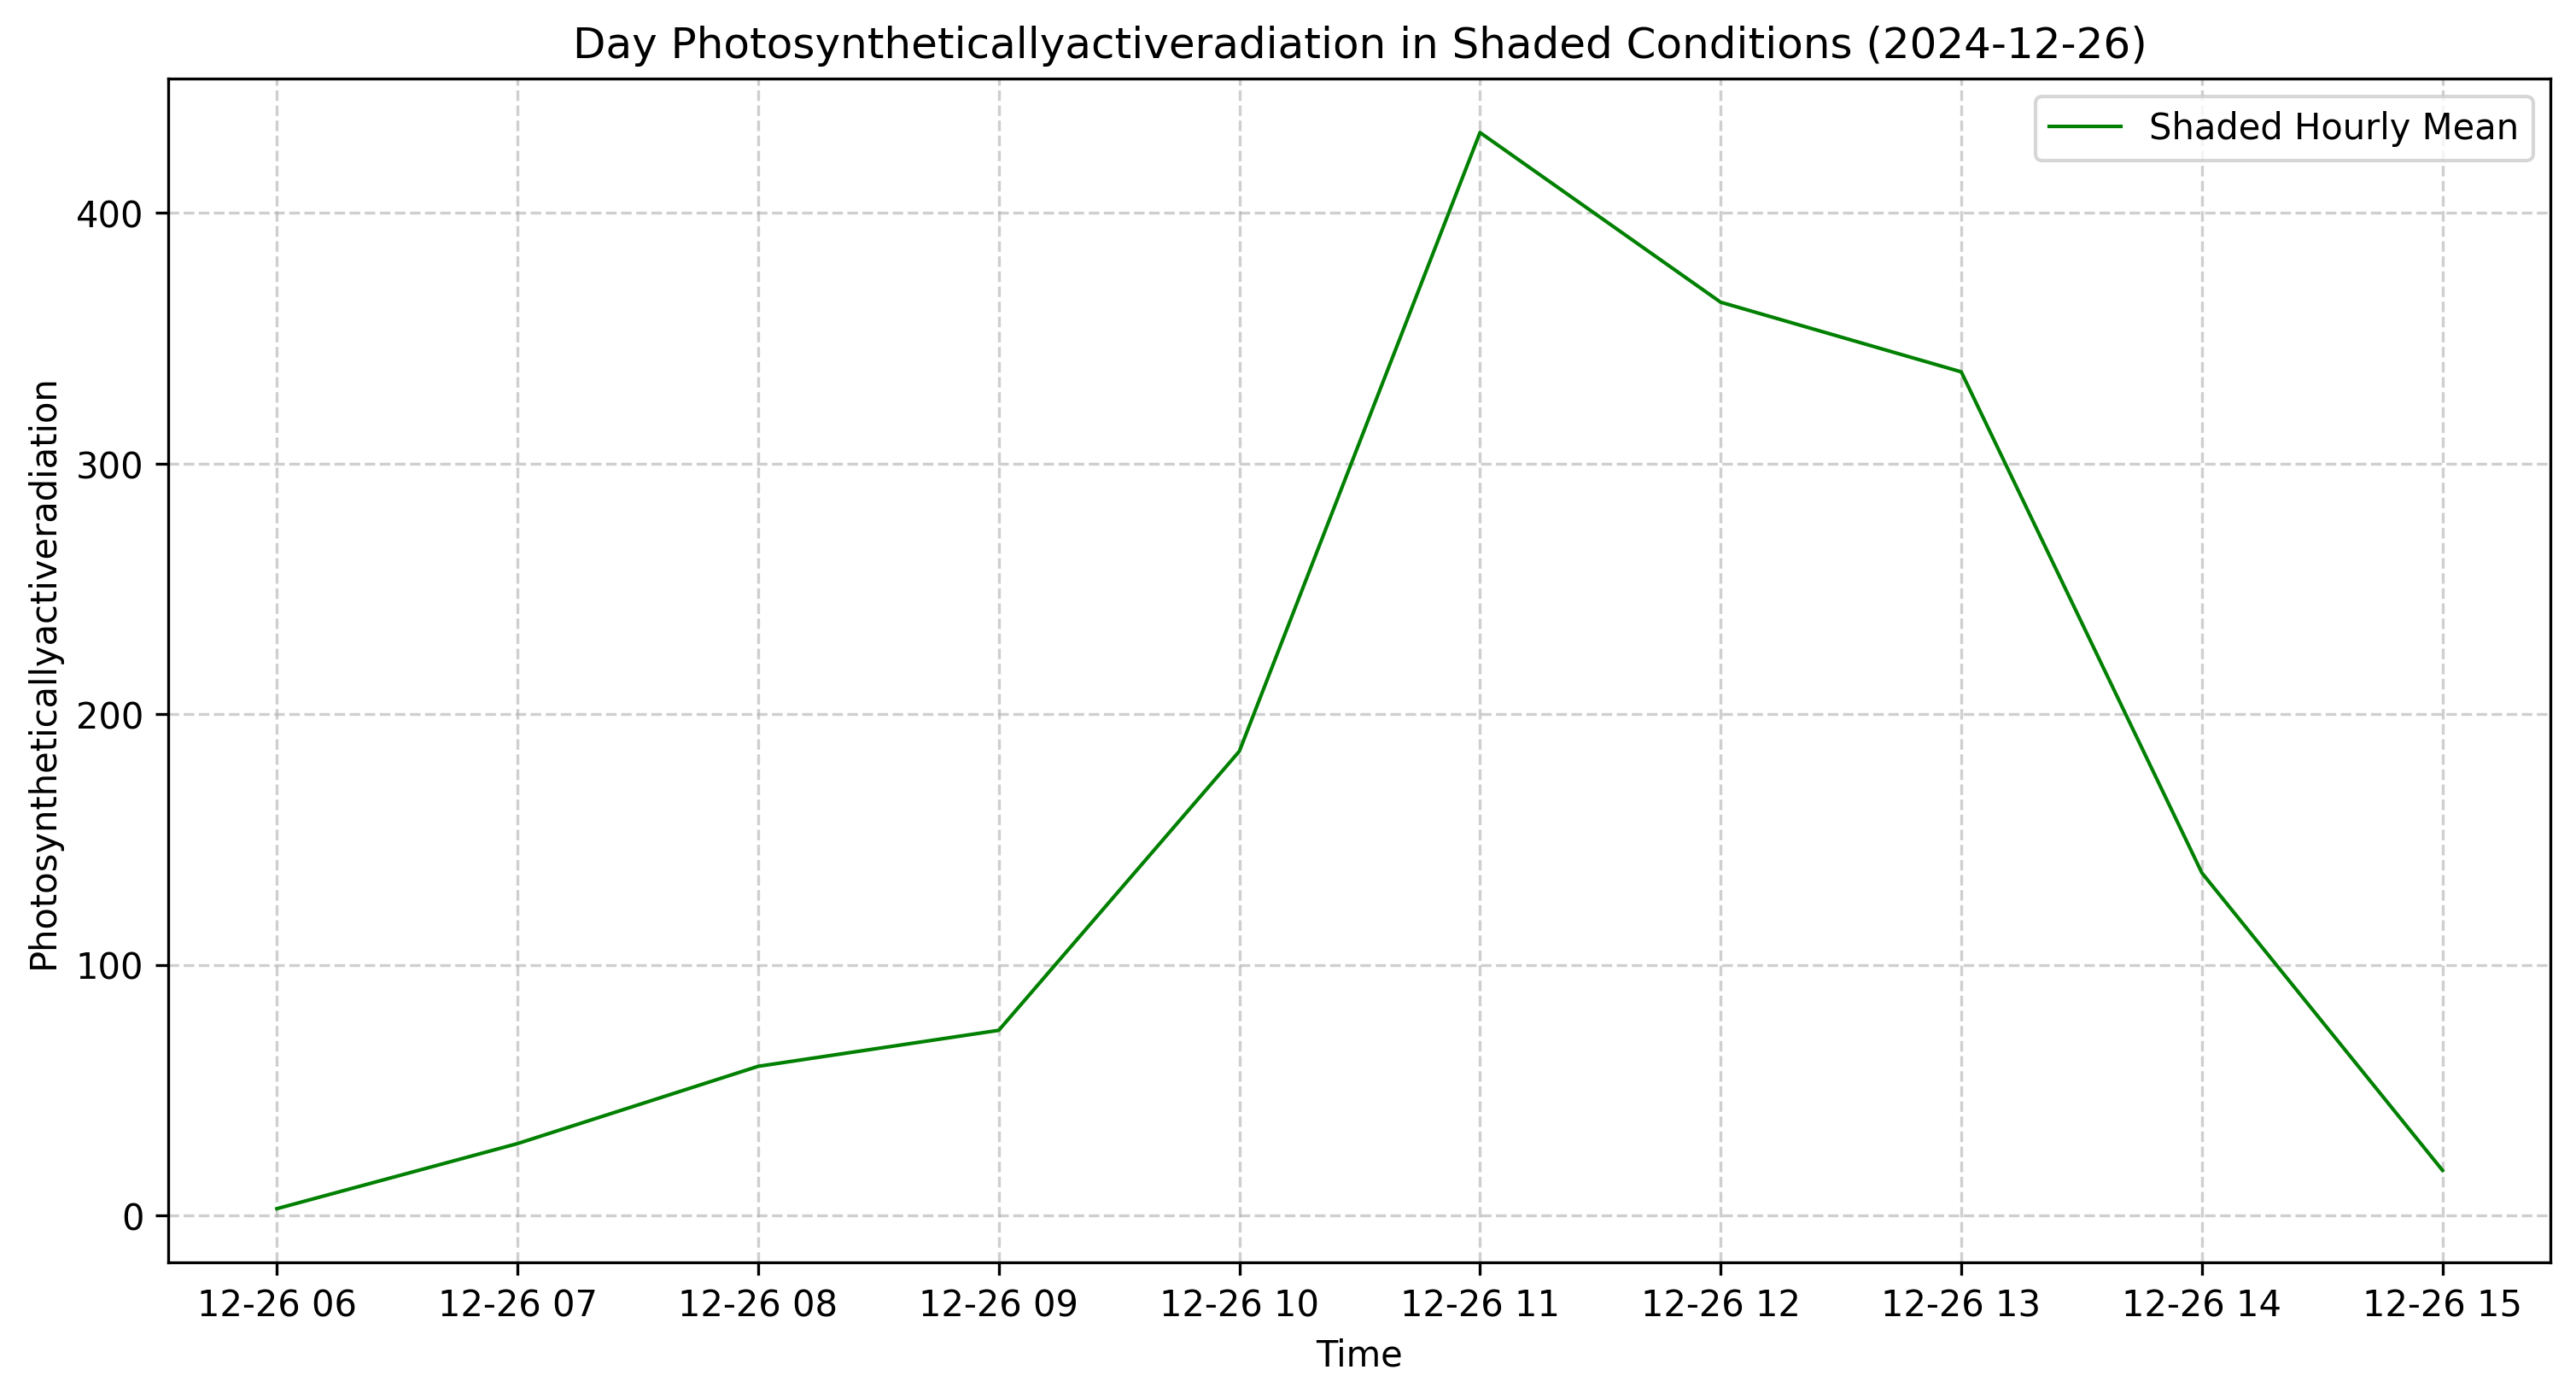 Day Photosyntheticallyactiveradiation in Shaded Conditions (2024-12-26)
Shaded Hourly Mean
Photosyntheticallyactiveradiation
400
300
200
100
0
12-26 06 12-26 07 12-26 08 12-26 09 12-26 10 12-26 11 12-26 12 12-26 13 12-26 14 12-26 15
Time